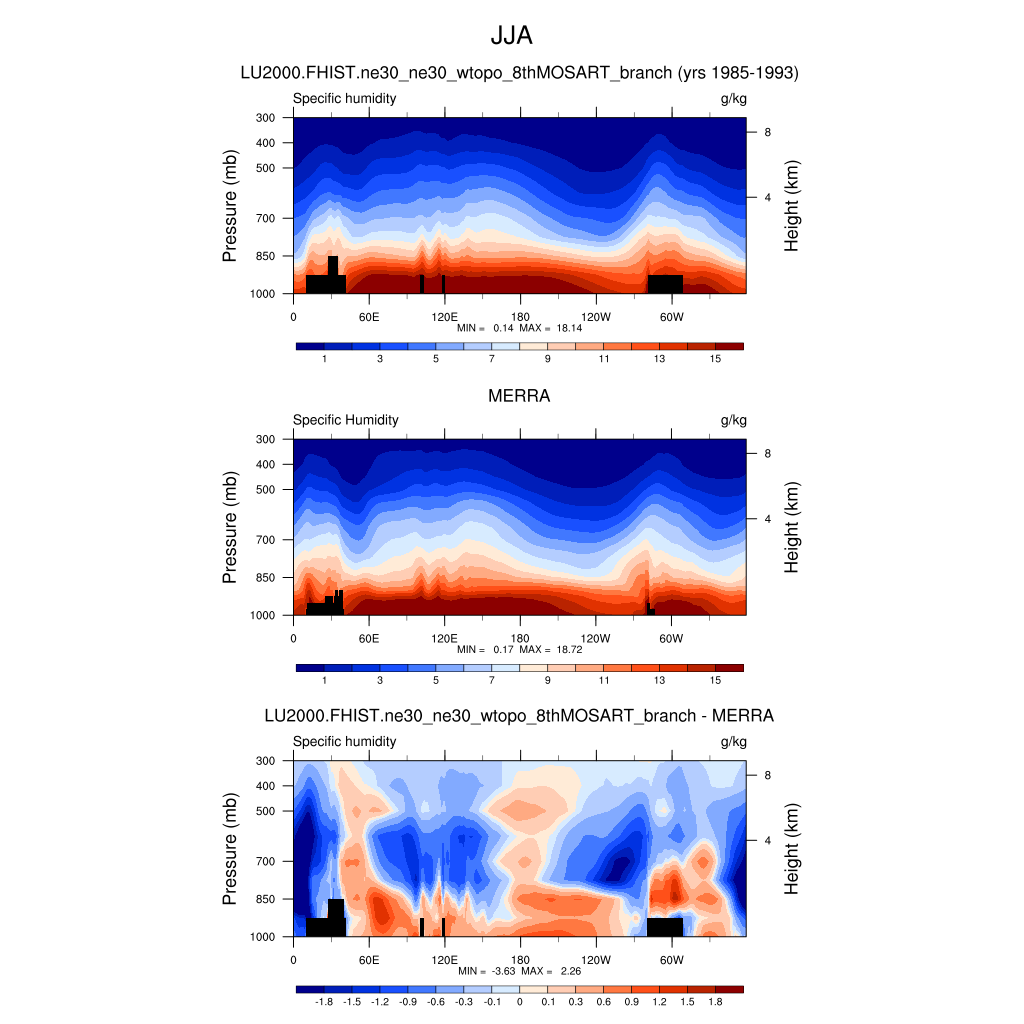 JJA
LU2000.FHIST.ne30_ne30_wtopo_8thMOSART_branch (yrs 1985-1993)
Specific humidity g/kg
Pressure (mb)
300
400
500
700
850
1000
8
4
Height (km)
0 60E 120E 180 120W 60W
MIN = 0.14 MAX = 18.14
1 3 5 7 9 11 13 15
MERRA
Specific Humidity g/kg
Pressure (mb)
300
400
500
700
850
1000
8
4
Height (km)
0 60E 120E 180 120W 60W
MIN = 0.17 MAX = 18.72
1 3 5 7 9 11 13 15
LU2000.FHIST.ne30_ne30_wtopo_8thMOSART_branch - MERRA
Specific humidity g/kg
Pressure (mb)
300
400
500
700
850
1000
8
4
Height (km)
0 60E 120E 180 120W 60W
MIN = -3.63 MAX = 2.26
-1.8 -1.5 -1.2 -0.9 -0.6 -0.3 -0.1 0 0.1 0.3 0.6 0.9 1.2 1.5 1.8